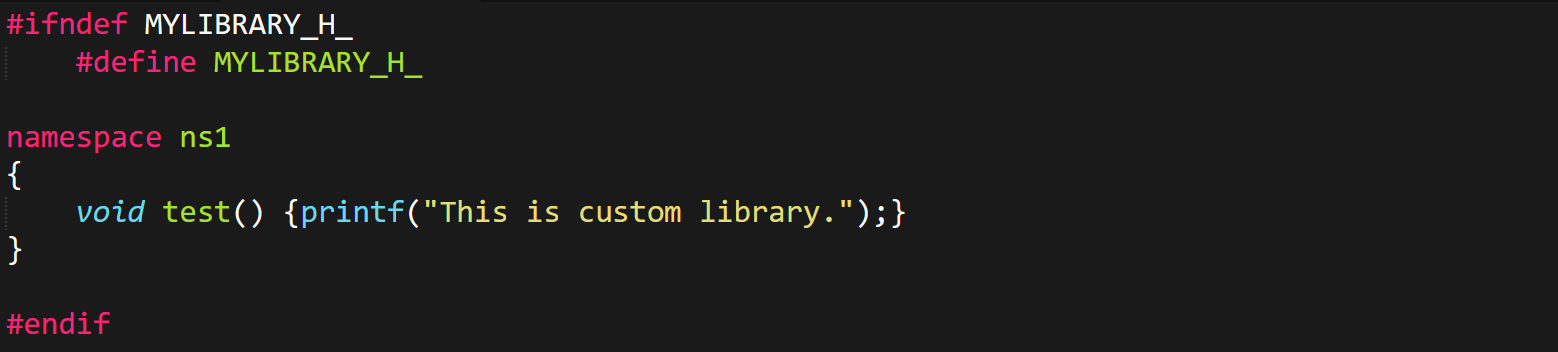 #ifndef MYLIBRARY_H_
    #define MYLIBRARY_H_
namespace ns1
{
    void test() {printf("This is custom library.");}
}
#endif